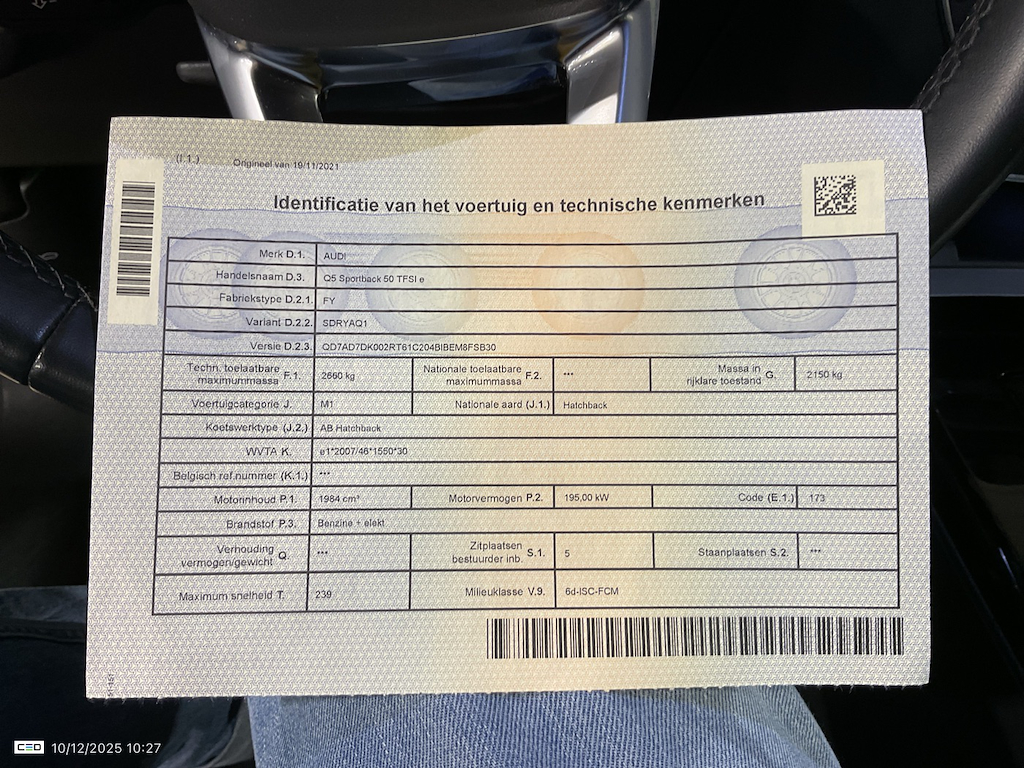 (I.1.) Origineel van 19/11/2021
Identificatie van het voertuig en technische kenmerken
Merk D.1. AUDI
Handelsnaam D.3. Q5 Sportback 50 TFSI e
Fabriekstype D.2.1. FY
Variant D.2.2. SDRYAQ1
Versie D.2.3. QD7AD7DK002RT61C204BIBEM8FSB30
Techn. toelaatbare maximummassa F.1. 2660 kg Nationale toelaatbare maximummassa F.2. *** Massa in rijklare toestand G. 2150 kg
Voertuigcategorie J. M1 Nationale aard (J.1.) Hatchback
Koetswerktype (J.2.) AB Hatchback
WVTA K. e1*2007/46*1550*30
Belgisch ref.nummer (K.1.) ***
Motorinhoud P.1. 1984 cm³ Motorvermogen P.2. 195,00 kW Code (E.1.) 173
Brandstof P.3. Benzine + elekt
Verhouding vermogen/gewicht Q. *** Zitplaatsen bestuurder inb. S.1. 5 Staanplaatsen S.2. ***
Maximum snelheid T. 239 Milieuklasse V.9. 6d-ISC-FCM
CEO 10/12/2025 10:27